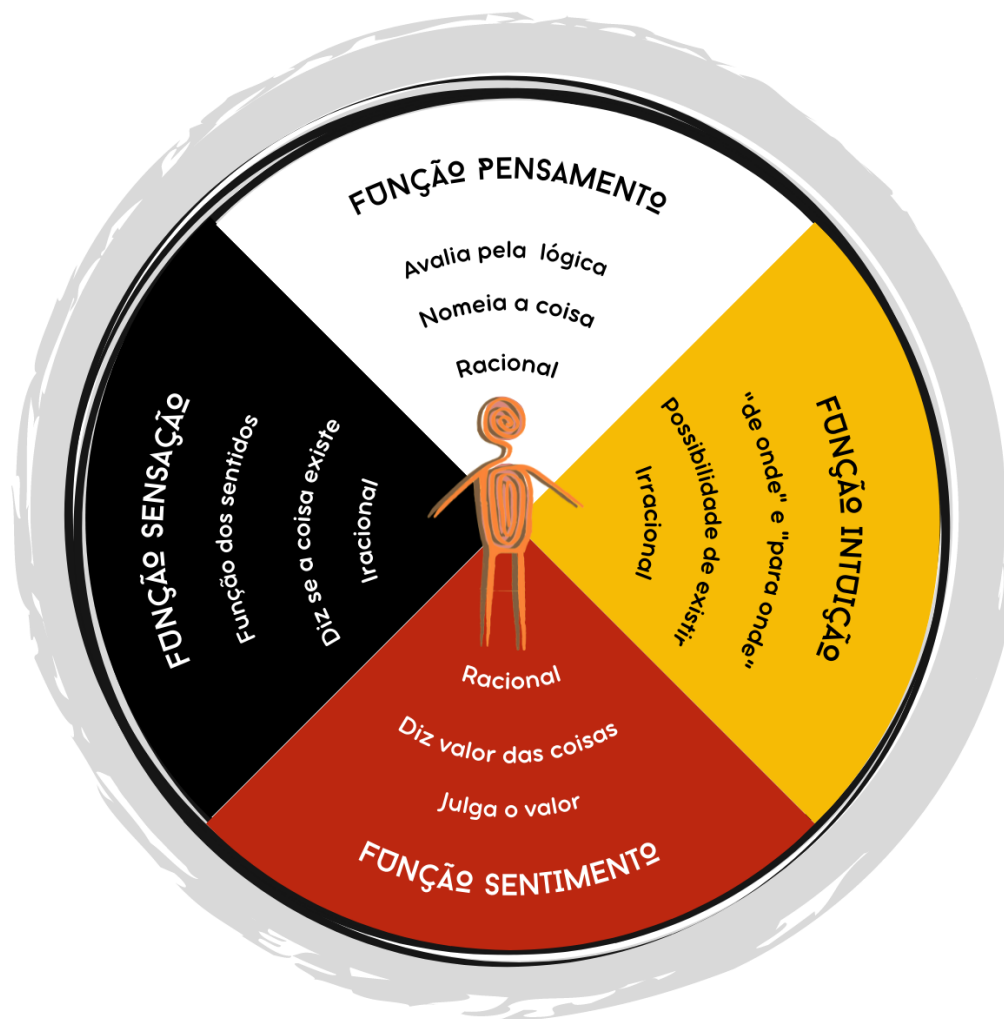 FUNÇÃO PENSAMENTO
Avalia pela lógica
Nomeia a coisa
Racional
FUNÇÃO SENSAÇÃO
Função dos sentidos
Diz se a coisa existe
Iracional
FUNÇÃO INTUIÇÃO
"de onde" e "para onde"
Possibilidade de existir
Irracional
Racional
Diz valor das coisas
Julga o valor
FUNÇÃO SENTIMENTO